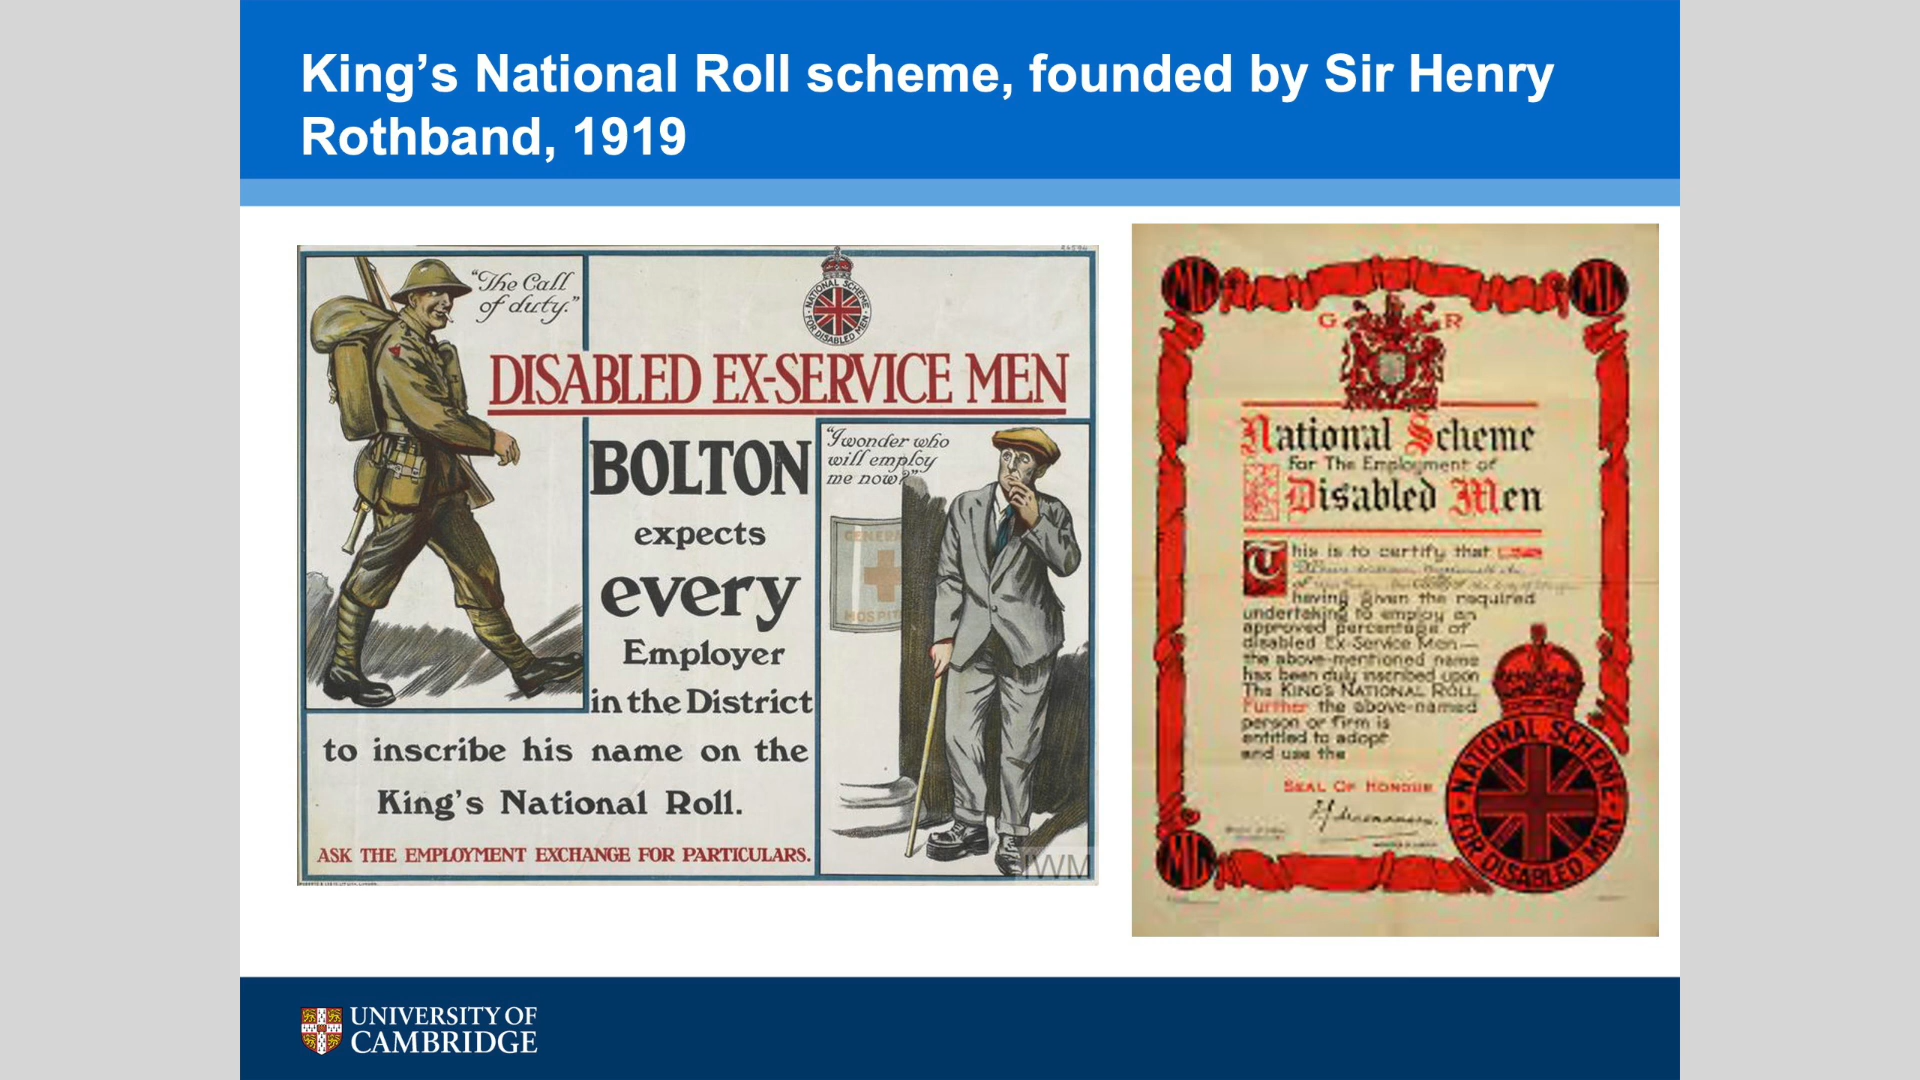 King’s National Roll scheme, founded by Sir Henry
Rothband, 1919
"The Call
of duty."
NATIONAL SCHEME
FOR DISABLED MEN
DISABLED EX-SERVICE MEN
BOLTON
expects
every
Employer
in the District
to inscribe his name on the
King's National Roll.
ASK THE EMPLOYMENT EXCHANGE FOR PARTICULARS.
"I wonder who
will employ
me now?"
GENERA
HOSPIT
IWM
ML
ML
G R
National Scheme
For The Employment of
Disabled Men
This is to certify that
of
having given the required
undertaking to employ an
approved percentage of
disabled Ex-Service Men—
the above-mentioned name
has been duly inscribed upon
The KING'S NATIONAL ROLL
Further the above-named
person or firm is
entitled to adopt
and use the
SEAL OF HONOUR
ML
NATIONAL SCHEME
FOR DISABLED MEN
UNIVERSITY OF
CAMBRIDGE